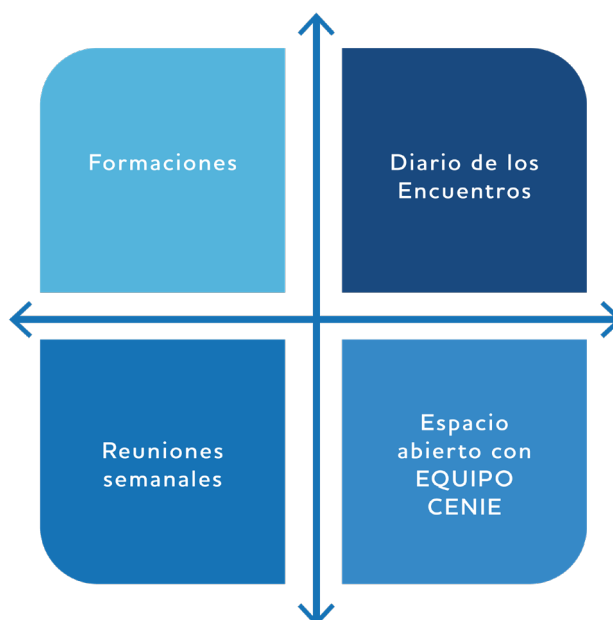 Formaciones
Diario de los
Encuentros
Reuniones
semanales
Espacio
abierto con
EQUIPO
CENIE